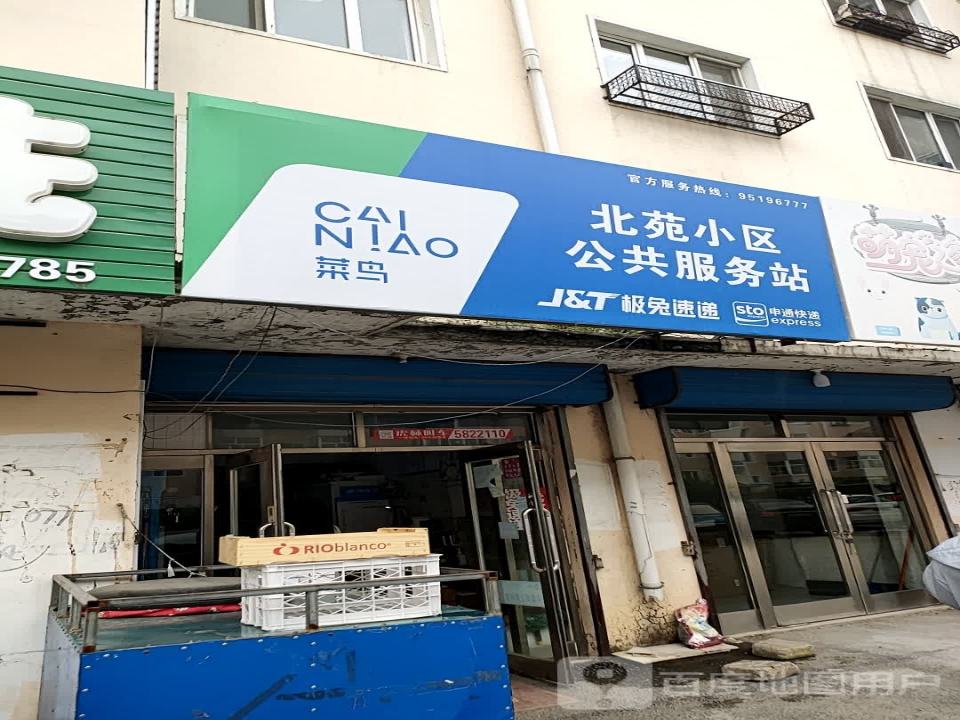 785
官方服务热线：95196777
CAI
NIAO
菜鸟
北苑小区
公共服务站
J&T 极兔速递
sto 申通快递
express
5822110
RIOblanco
百度地图用户